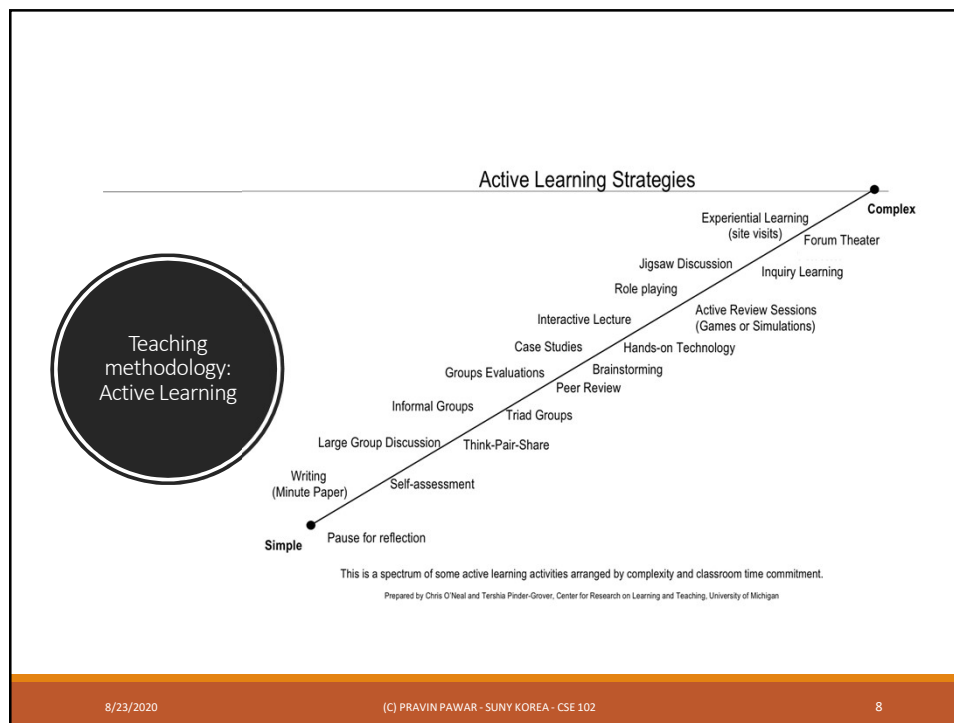 Active Learning Strategies
Complex
Experiential Learning
(site visits)
Forum Theater
Jigsaw Discussion
Inquiry Learning
Role playing
Active Review Sessions
(Games or Simulations)
Interactive Lecture
Case Studies
Hands-on Technology
Groups Evaluations
Brainstorming
Peer Review
Informal Groups
Triad Groups
Large Group Discussion
Think-Pair-Share
Writing
(Minute Paper)
Self-assessment
Simple
Pause for reflection
Teaching
methodology:
Active Learning
This is a spectrum of some active learning activities arranged by complexity and classroom time commitment.
Prepared by Chris O'Neal and Tershia Pinder-Grover, Center for Research on Learning and Teaching, University of Michigan
8/23/2020
(C) PRAVIN PAWAR - SUNY KOREA - CSE 102
8